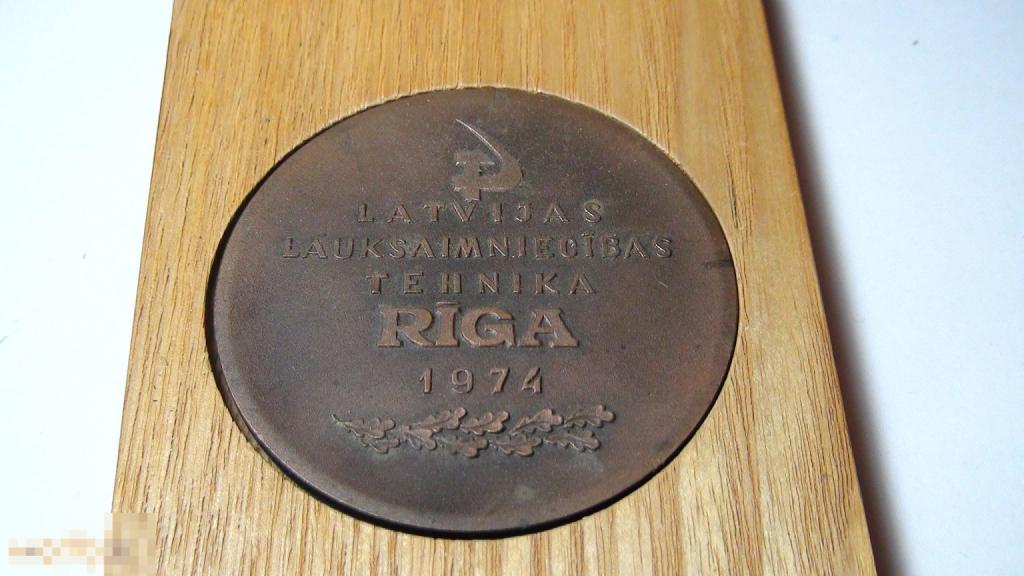 LATVIJAS
LAUKSAIMNIECĪBAS
TEHNIKA
RĪGA
1974